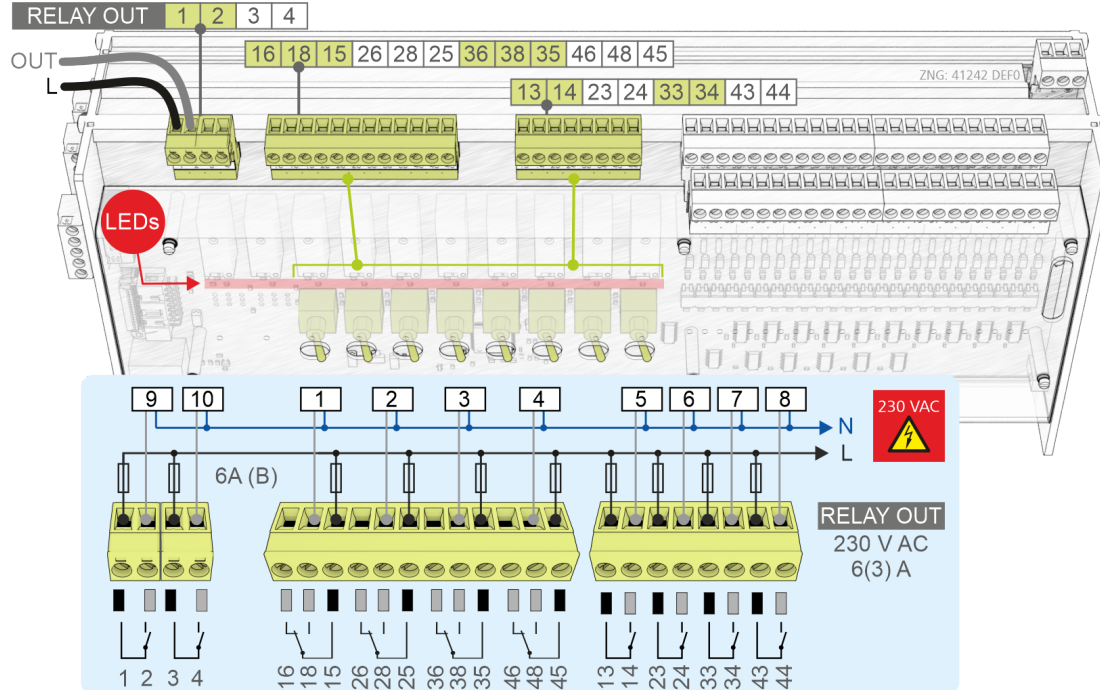 RELAY OUT 1 2 3 4
16 18 15 26 28 25 36 38 35 46 48 45
OUT
L
13 14 23 24 33 34 43 44
ZNG: 41242 DEF0
LEDs
9 10 1 2 3 4 5 6 7 8
230 VAC
N
L
6A (B)
RELAY OUT
230 V AC
6(3) A
1 2 3 4 16 18 15 26 28 25 36 38 35 46 48 45 13 14 23 24 33 34 43 44